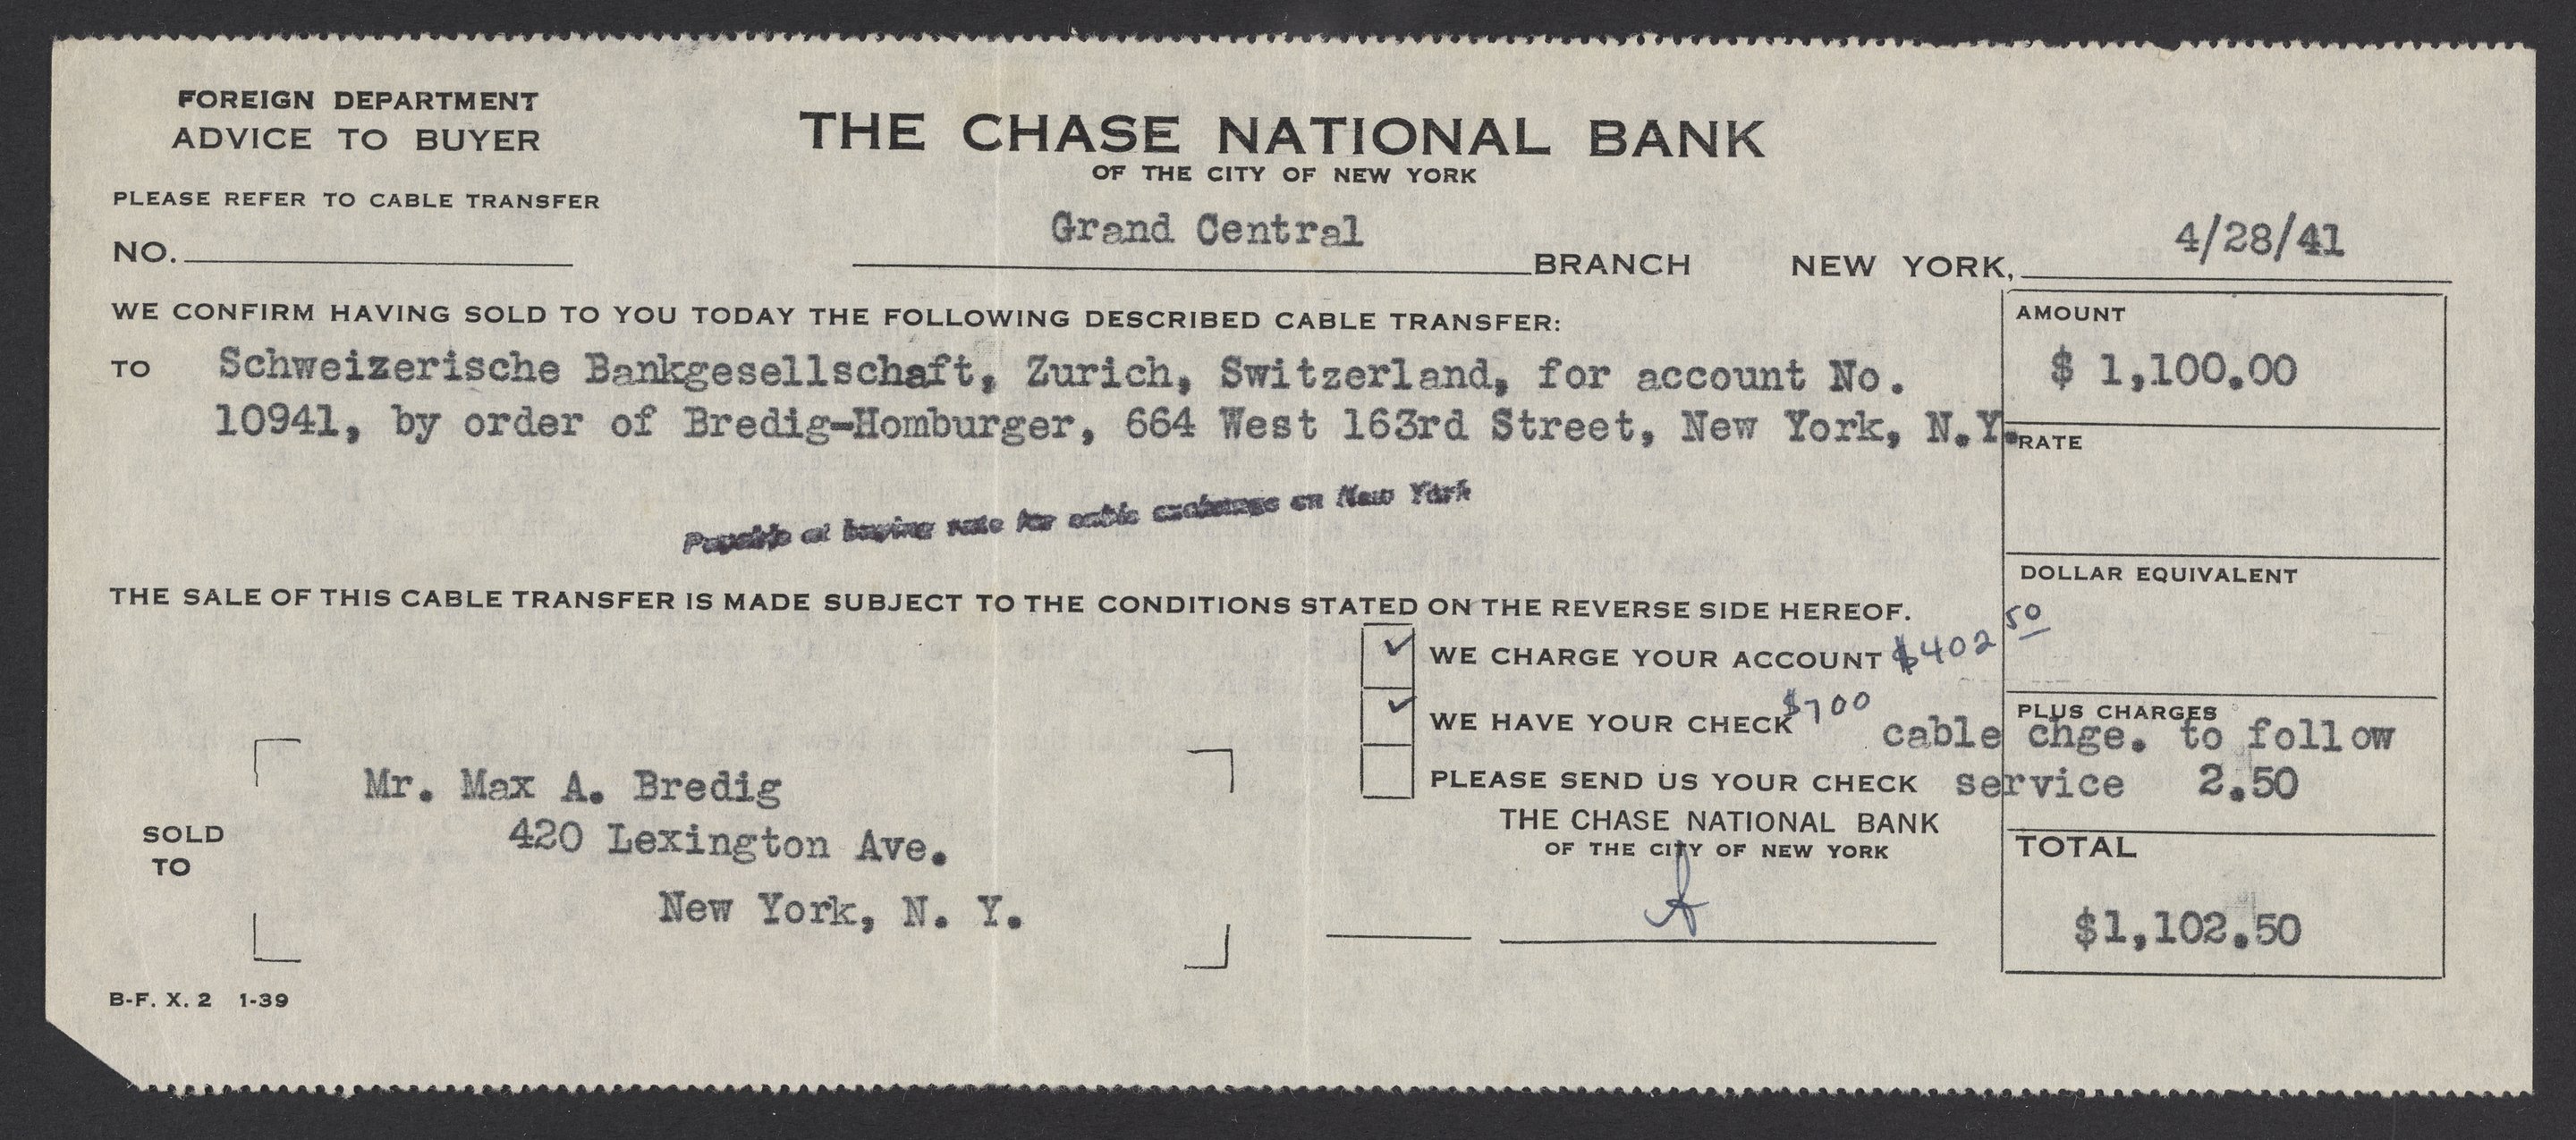 FOREIGN DEPARTMENT
ADVICE TO BUYER
PLEASE REFER TO CABLE TRANSFER
NO.
THE CHASE NATIONAL BANK
OF THE CITY OF NEW YORK
Grand Central
BRANCH
NEW YORK, 4/28/41
WE CONFIRM HAVING SOLD TO YOU TODAY THE FOLLOWING DESCRIBED CABLE TRANSFER:
TO Schweizerische Bankgesellschaft, Zurich, Switzerland, for account No.
10941, by order of Bredig-Homburger, 664 West 163rd Street, New York, N.Y.
AMOUNT
$ 1,100.00
RATE
Payable at buying rate for cable exchange on New York
DOLLAR EQUIVALENT
THE SALE OF THIS CABLE TRANSFER IS MADE SUBJECT TO THE CONDITIONS STATED ON THE REVERSE SIDE HEREOF.
✓ WE CHARGE YOUR ACCOUNT $402 50
✓ WE HAVE YOUR CHECK $700
PLEASE SEND US YOUR CHECK
PLUS CHARGES
cable chge. to follow
service 2.50
THE CHASE NATIONAL BANK
OF THE CITY OF NEW YORK
TOTAL
$1,102.50
SOLD
TO
Mr. Max A. Bredig
420 Lexington Ave.
New York, N. Y.
B-F. X. 2 1-39